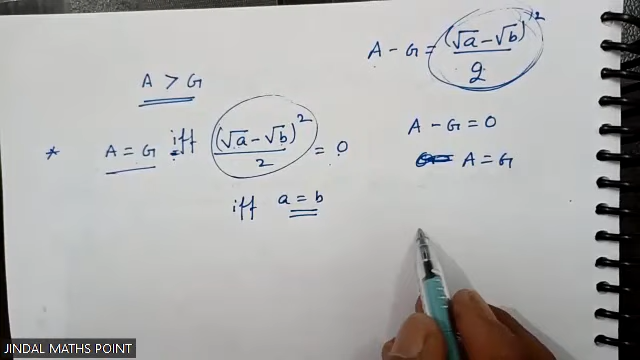 A - G = (√a - √b)² / 2
A > G
* A = G iff (√a - √b)² / 2 = 0
iff a = b
A - G = 0
A = G
JINDAL MATHS POINT